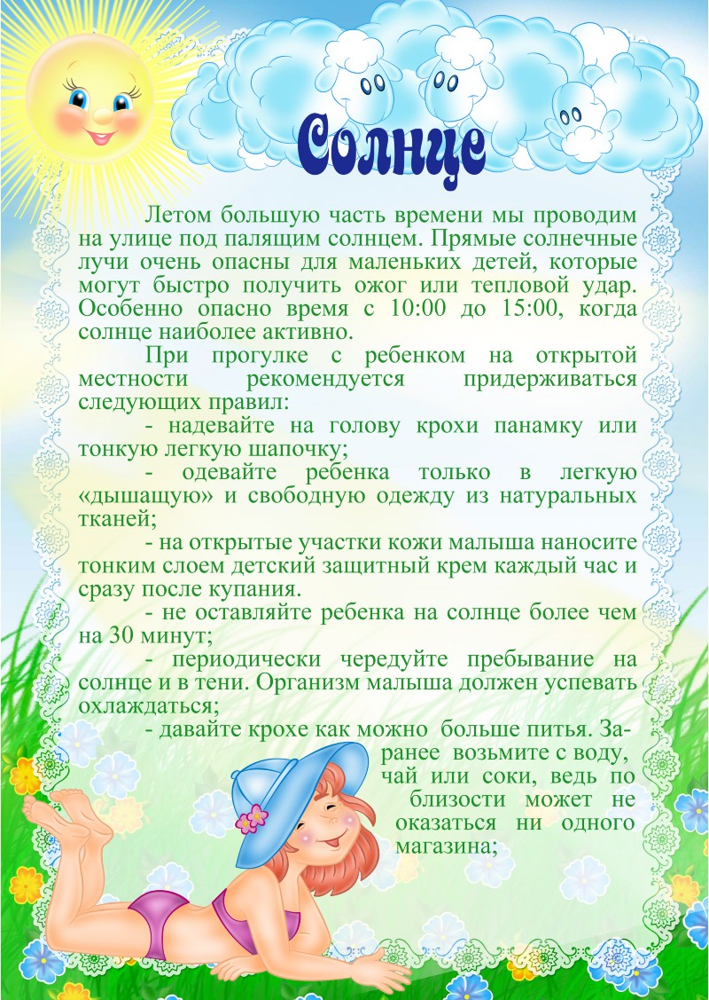 Солнце
Летом большую часть времени мы проводим
на улице под палящим солнцем. Прямые солнечные
лучи очень опасны для маленьких детей, которые
могут быстро получить ожог или тепловой удар.
Особенно опасно время с 10:00 до 15:00, когда
солнце наиболее активно.
При прогулке с ребенком на открытой
местности рекомендуется придерживаться
следующих правил:
- надевайте на голову крохи панамку или
тонкую легкую шапочку;
- одевайте ребенка только в легкую
«дышащую» и свободную одежду из натуральных
тканей;
- на открытые участки кожи малыша наносите
тонким слоем детский защитный крем каждый час и
сразу после купания.
- не оставляйте ребенка на солнце более чем
на 30 минут;
- периодически чередуйте пребывание на
солнце и в тени. Организм малыша должен успевать
охлаждаться;
- давайте крохе как можно больше питья. За-
ранее возьмите с воду,
чай или соки, ведь по
близости может не
оказаться ни одного
магазина;